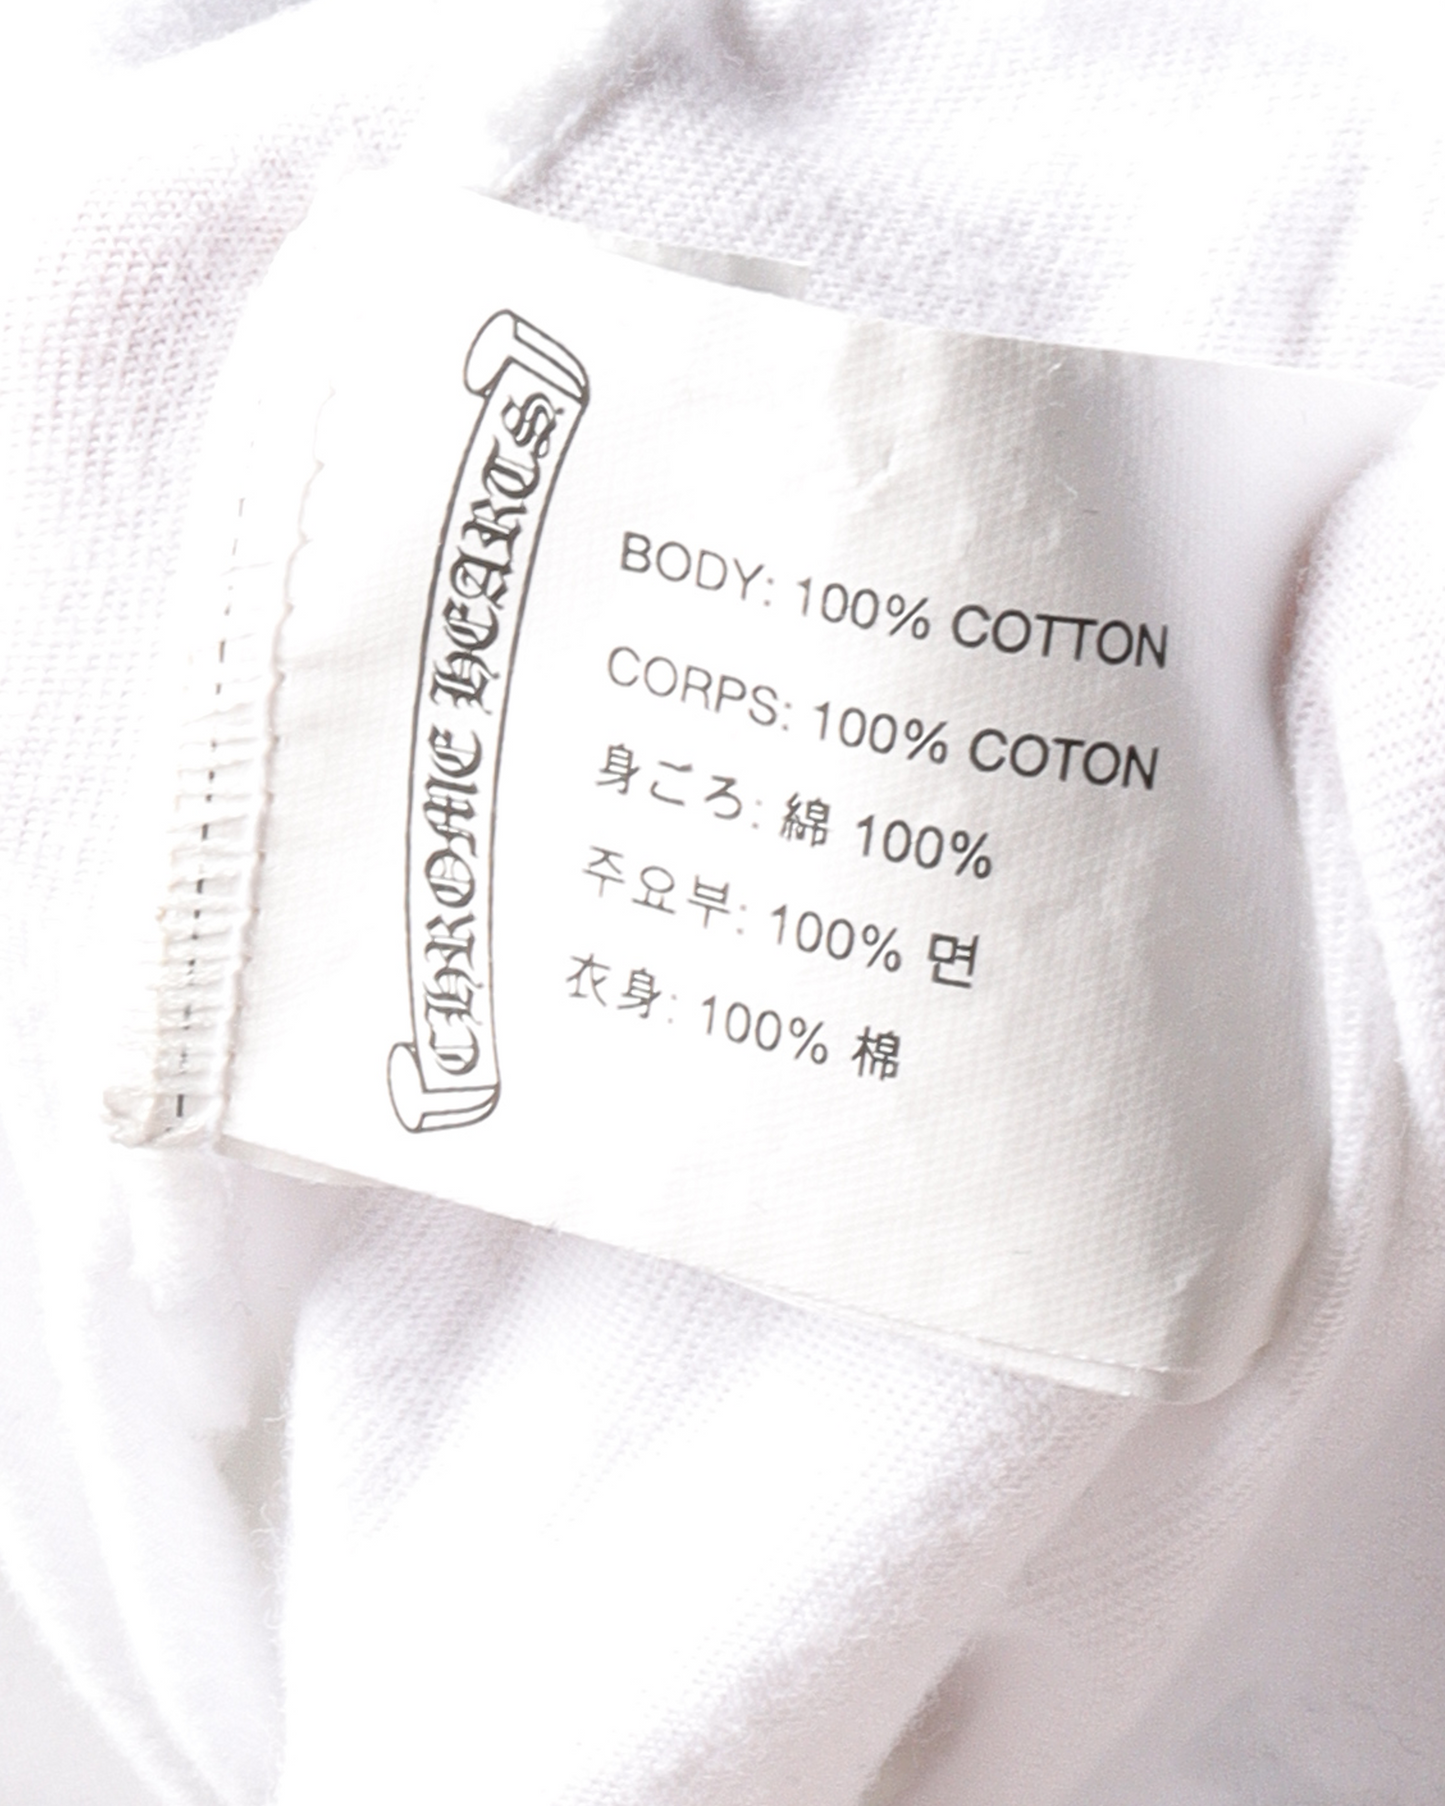 CHROME HEARTS
BODY: 100% COTTON
CORPS: 100% COTON
身ごろ: 綿 100%
주요부: 100% 면
衣身: 100% 棉